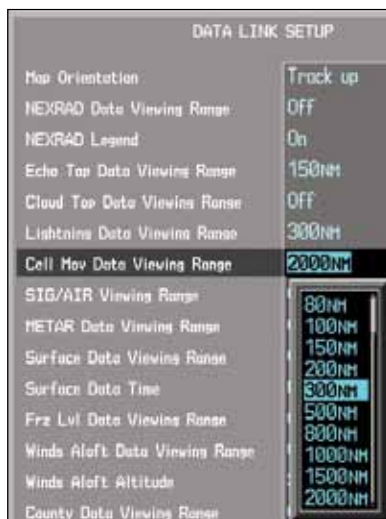 DATA LINK SETUP
Map Orientation Track up
NEXRAD Data Viewing Range Off
NEXRAD Legend On
Echo Top Data Viewing Range 150NM
Cloud Top Data Viewing Range Off
Lightning Data Viewing Range 300NM
Cell Mov Data Viewing Range 2000NM
SIG/AIR Viewing Range
80NM
METAR Data Viewing Range
100NM
150NM
Surface Data Viewing Range
200NM
Surface Data Time
300NM
Frz Lvl Data Viewing Range
500NM
800NM
Winds Aloft Data Viewing Range
1000NM
Winds Aloft Altitude
1500NM
County Data Viewing Range
2000NM